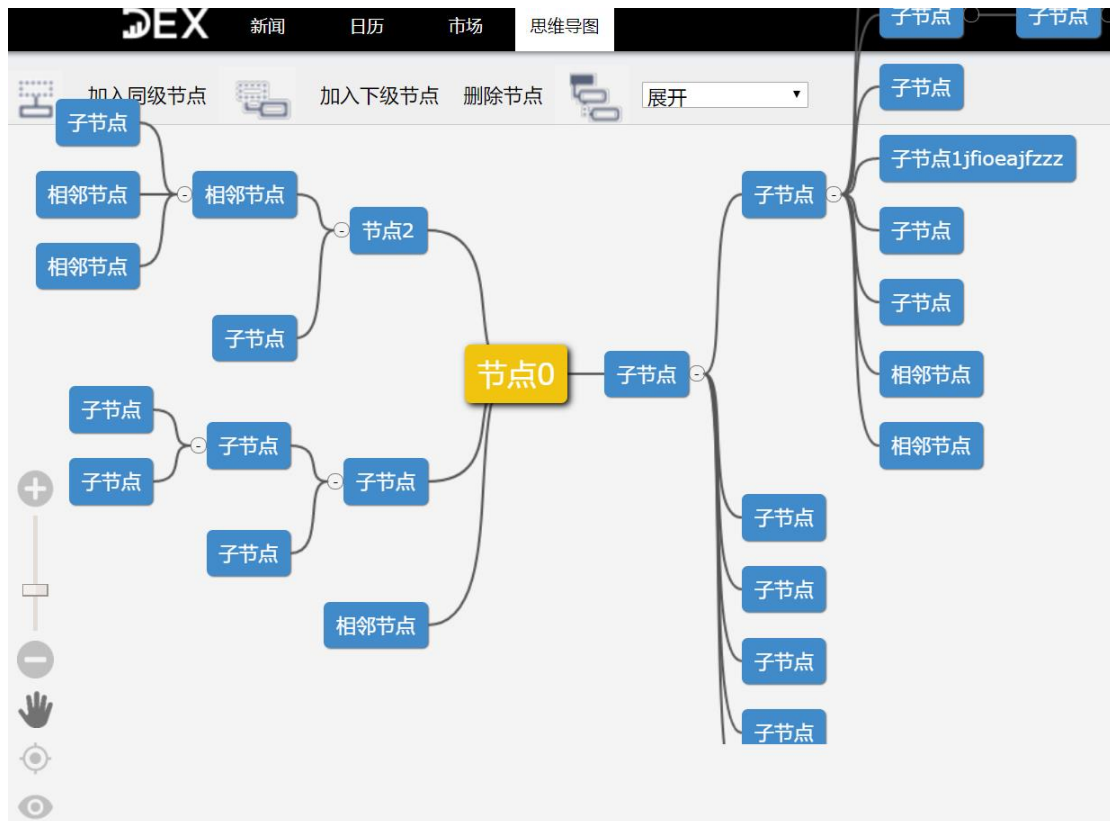 DEX 新闻 日历 市场 思维导图
子节点 子节点
加入同级节点 加入下级节点 删除节点 展开
子节点
子节点
子节点1jfioeajfzzz
相邻节点 相邻节点 子节点
节点2 子节点
相邻节点
子节点
子节点
节点0 子节点 相邻节点
子节点
子节点 相邻节点
子节点 子节点
子节点
子节点
子节点
相邻节点
子节点
子节点